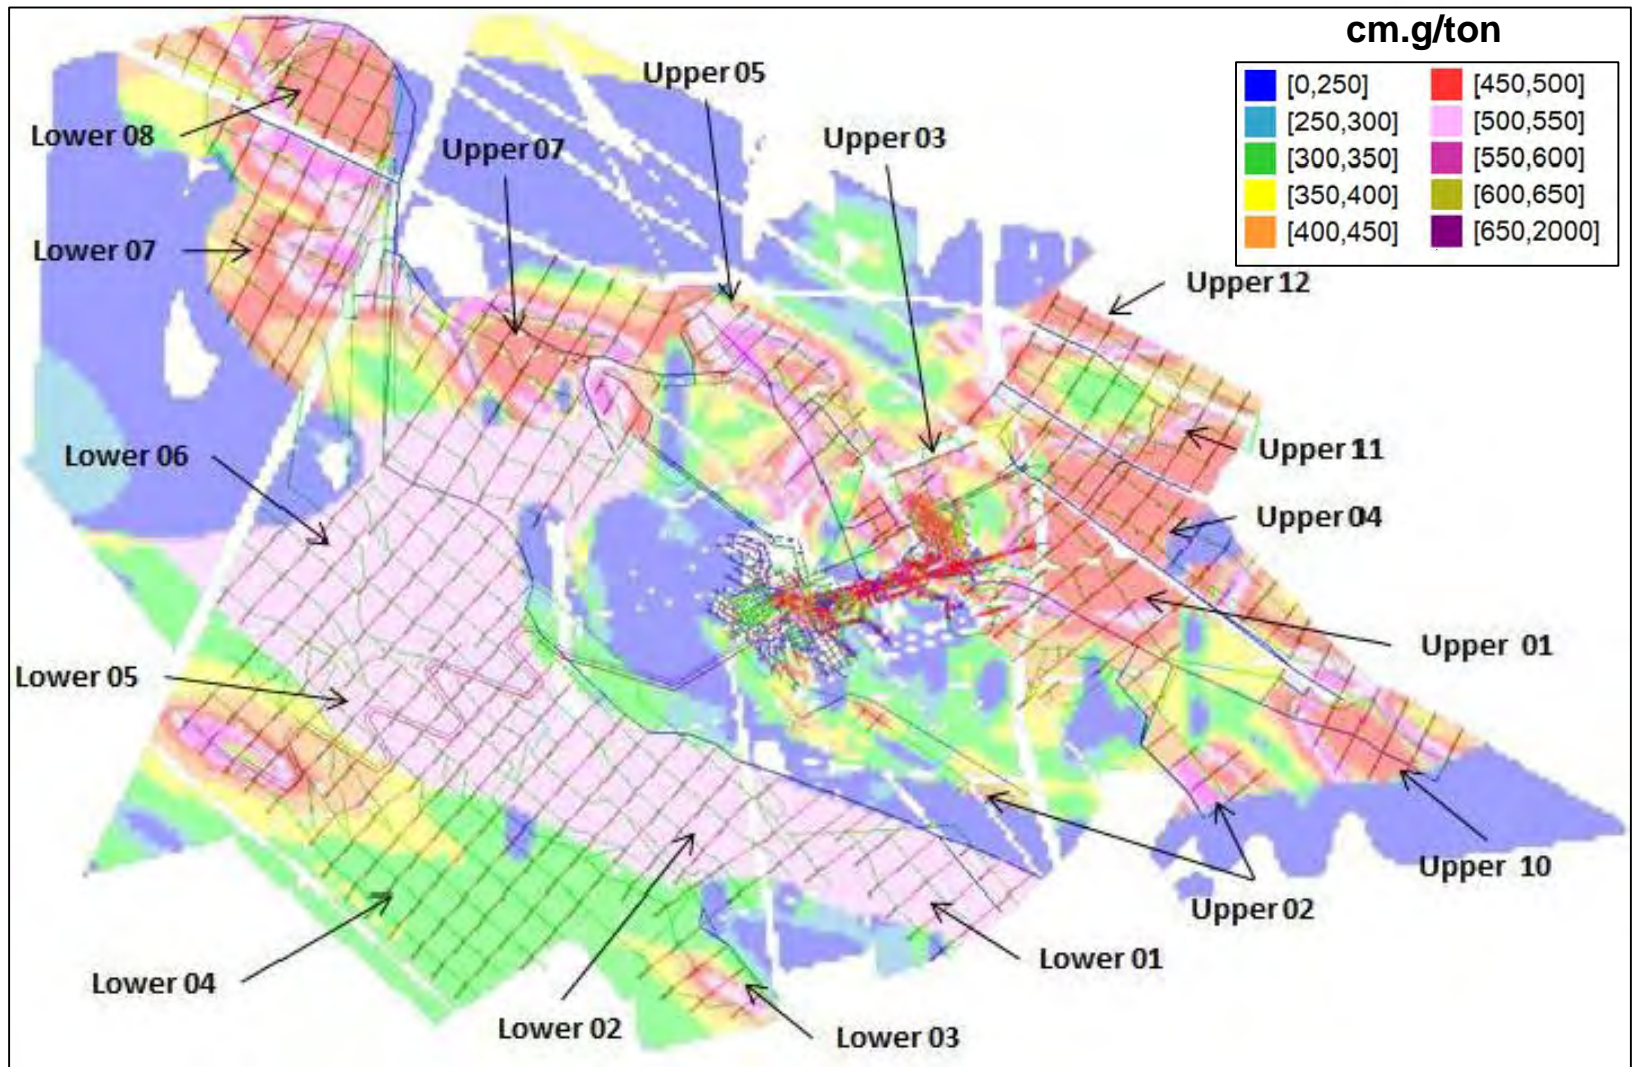 cm.g/ton
[0,250]
[250,300]
[300,350]
[350,400]
[400,450]
[450,500]
[500,550]
[550,600]
[600,650]
[650,2000]
Upper 05
Lower 08
Upper 07
Upper 03
Lower 07
Upper 12
Lower 06
Upper 11
Upper 04
Upper 01
Lower 05
Upper 10
Upper 02
Lower 01
Lower 04
Lower 02
Lower 03